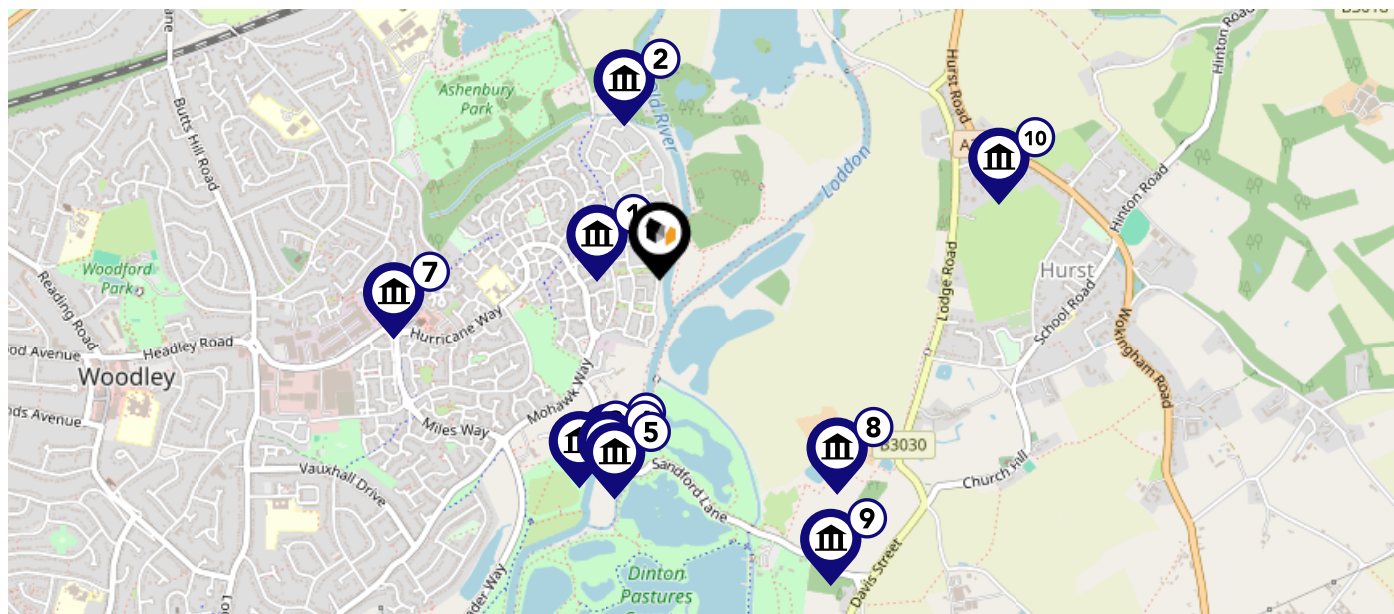 B3018
Hinton Road
Hurst Road
2
Ashenbury
Park
Old River
Butts Hill Road
10
Loddon
Hinton Road
1
Woodford
Park
7
Lodge Road
Hurst
Reading Road
School Road
Hurricane Way
Headley Road
Wokingham Road
Woodley
Mohawk Way
Miles Way
5
8
B3030
Sandford Lane
Church Hill
Vauxhall Drive
9
Davis Street
Dinton
Pastures